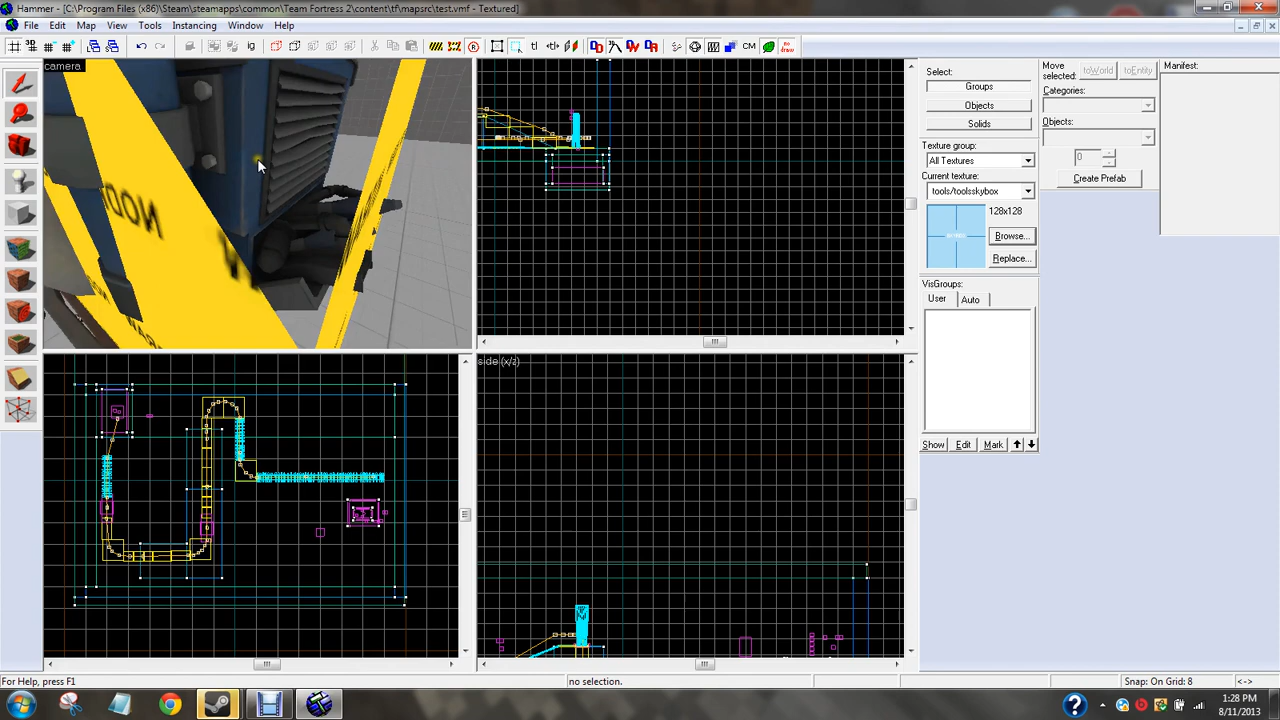 Hammer - [C:\Program Files (x86)\Steam\steamapps\common\Team Fortress 2\content\tf\mapsrc\test.vmf - Textured]
File Edit Map View Tools Instancing Window Help
camera
side (x/z)
Select:
Groups
Objects
Solids
Texture group:
All Textures
Current texture:
tools/toolsskybox
128x128
Browse...
Replace...
VisGroups:
User Auto
Show Edit Mark
Move selected:
toWorld toEntity
Categories:
Objects:
0
Create Prefab
Manifest:
For Help, press F1
no selection.
Snap: On Grid: 8
<->
1:28 PM
8/11/2013